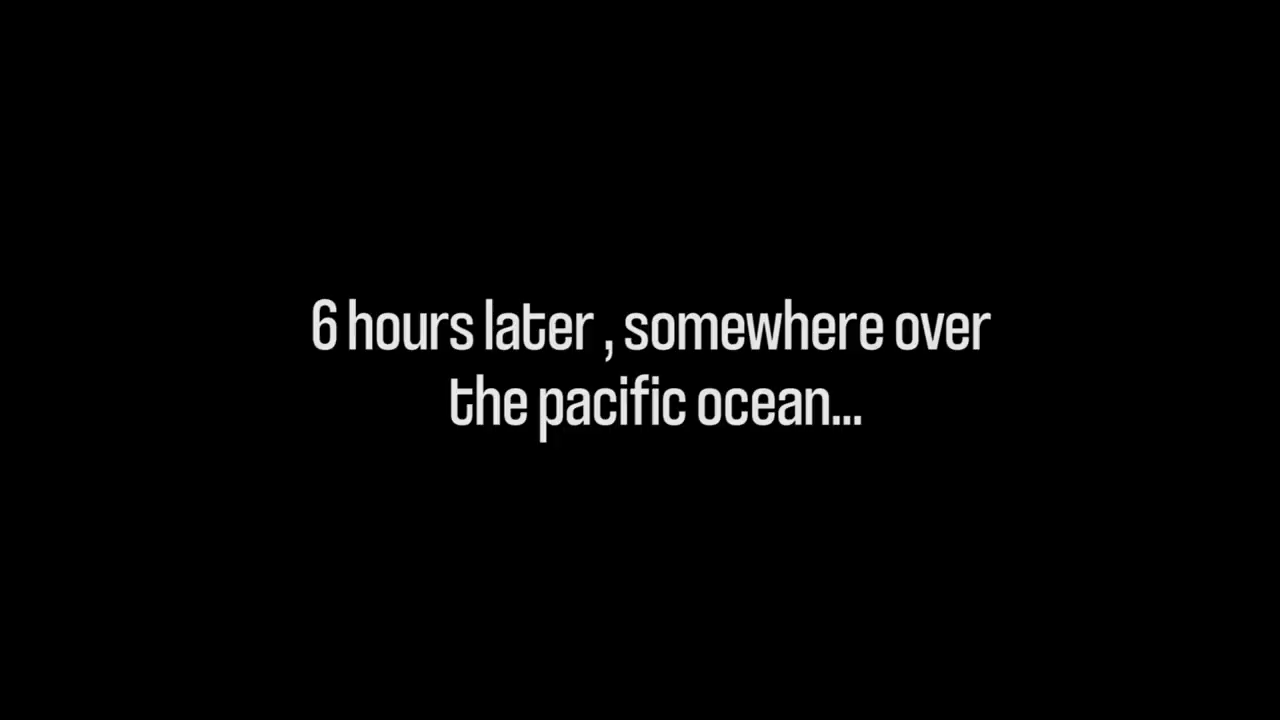 6 hours later , somewhere over
the pacific ocean...